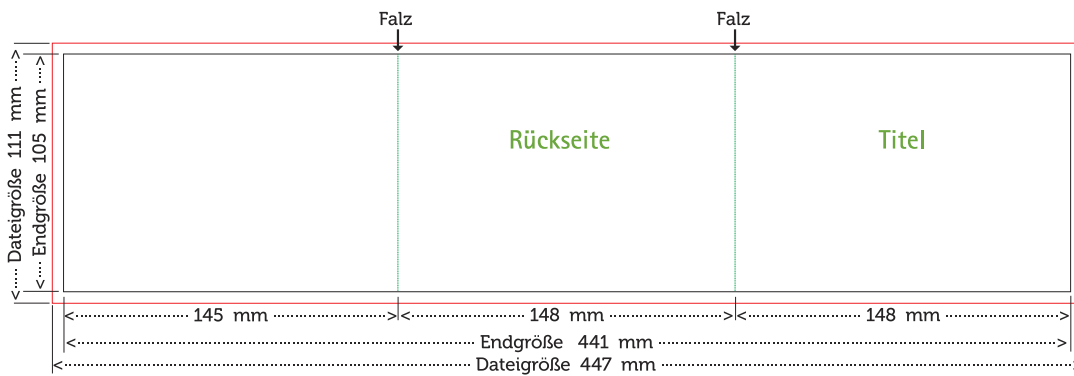 Falz
Falz
Dateigröße 111 mm
Endgröße 105 mm
Rückseite
Titel
145 mm
148 mm
148 mm
Endgröße 441 mm
Dateigröße 447 mm